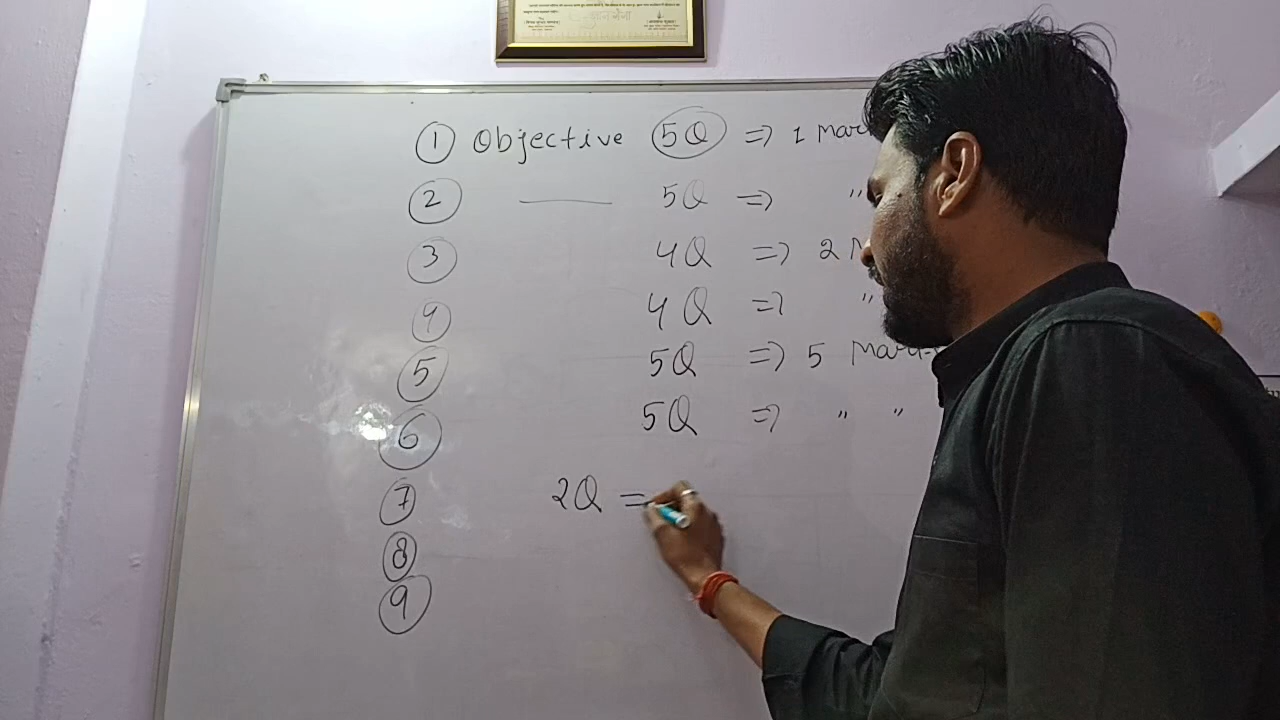 ① Objective 5Q => 1 Mar
② —— 5Q => "
③ 4Q => 2 M
④ 4Q => "
⑤ 5Q => 5 Mark
⑥ 5Q => " "
⑦ 2Q =
⑧
⑨